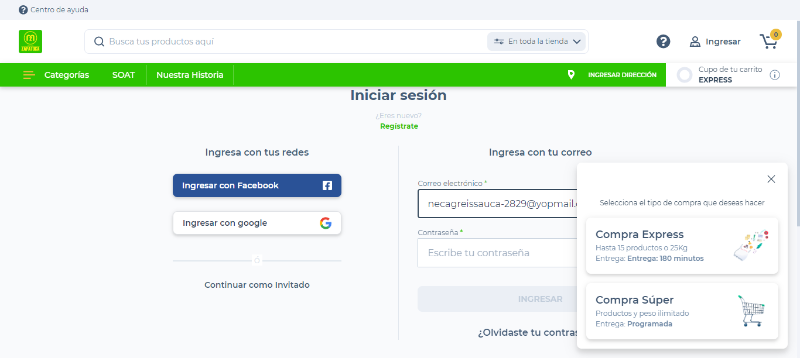 Centro de ayuda
Busca tus productos aquí
En toda la tienda
Ingresar
0
Categorías
SOAT
Nuestra Historia
INGRESAR DIRECCIÓN
Cupo de tu carrito
EXPRESS
Iniciar sesión
¿Eres nuevo?
Regístrate
Ingresa con tus redes
Ingresar con Facebook
Ingresar con google
ó
Continuar como Invitado
Ingresa con tu correo
Correo electrónico *
necagreissauca-2829@yopmail.c
Contraseña *
Escribe tu contraseña
INGRESAR
¿Olvidaste tu contras
Selecciona el tipo de compra que deseas hacer
Compra Express
Hasta 15 productos o 25Kg
Entrega: Entrega: 180 minutos
Compra Súper
Productos y peso ilimitado
Entrega: Programada